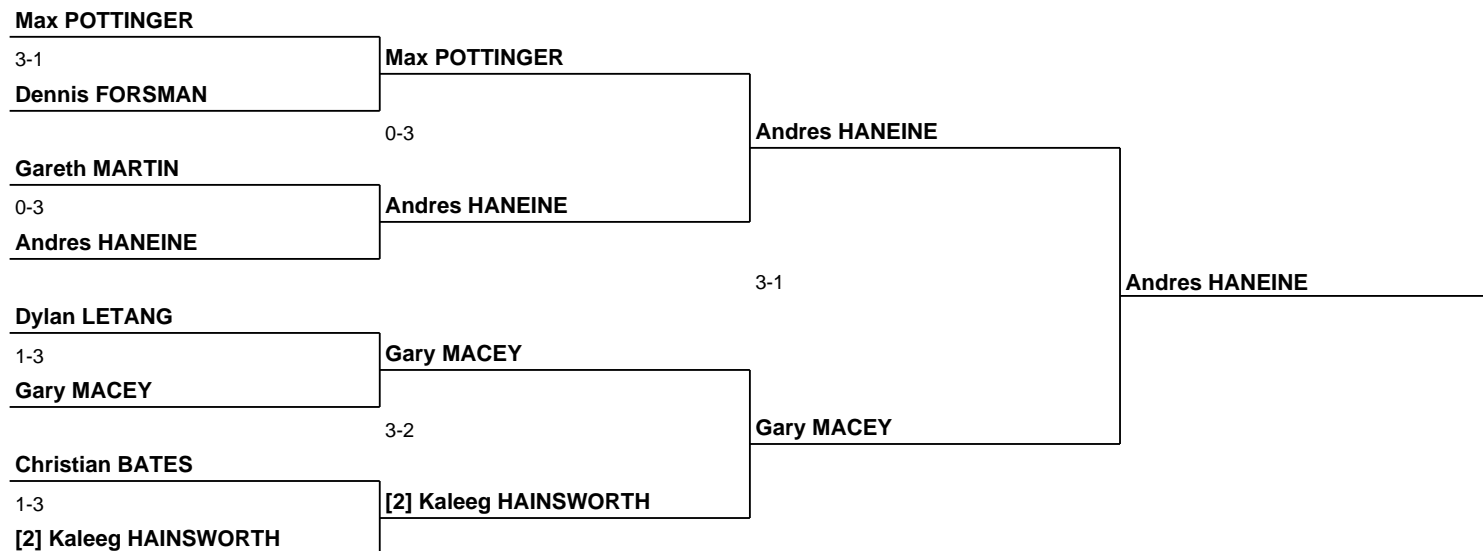 Max POTTINGER
3-1
Max POTTINGER
Dennis FORSMAN
0-3
Andres HANEINE
Gareth MARTIN
0-3
Andres HANEINE
Andres HANEINE
3-1
Andres HANEINE
Dylan LETANG
1-3
Gary MACEY
Gary MACEY
3-2
Gary MACEY
Christian BATES
1-3
[2] Kaleeg HAINSWORTH
[2] Kaleeg HAINSWORTH